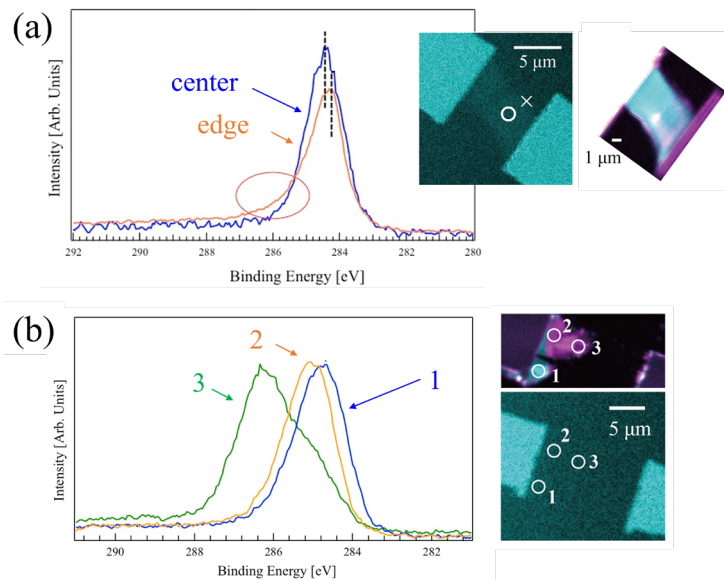 (a)
Intensity [Arb. Units]
center
edge
292 290 288 286 284 282 280
Binding Energy [eV]
5 μm
×
1 μm
(b)
Intensity [Arb. Units]
3
2
1
290 288 286 284 282
Binding Energy [eV]
2
3
1
5 μm
2
3
1